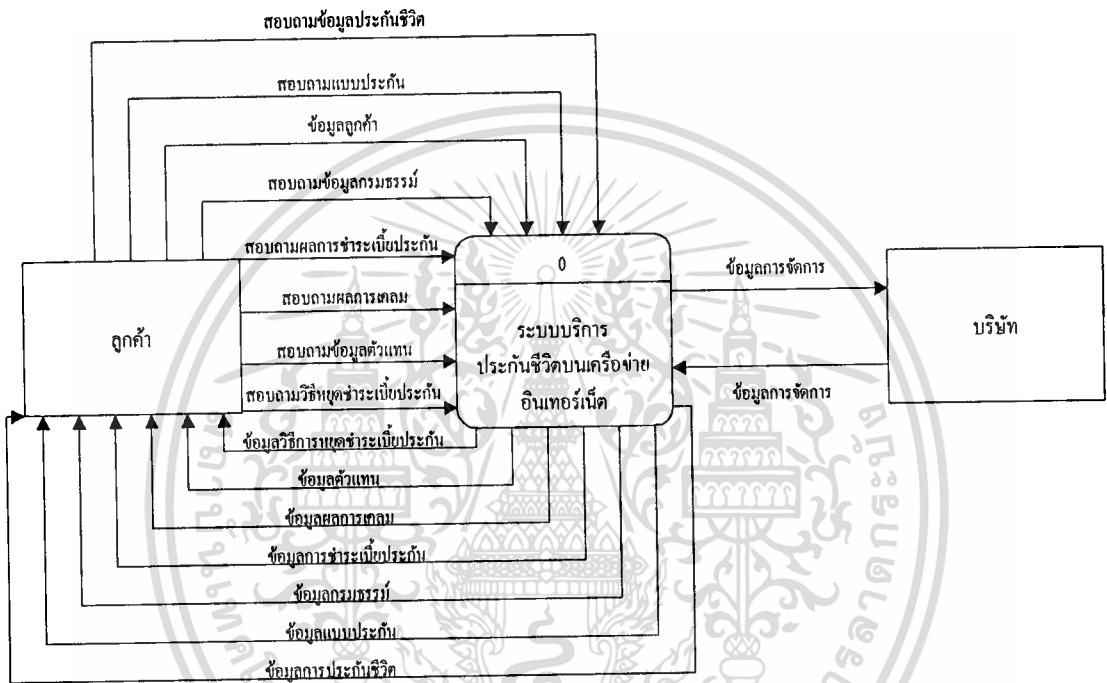 สอบถามข้อมูลประกันชีวิต
สอบถามแบบประกัน
ข้อมูลลูกค้า
สอบถามข้อมูลกรมธรรม์
สอบถามผลการชำระเบี้ยประกัน
สอบถามผลการเคลม
สอบถามข้อมูลตัวแทน
สอบถามวิธีหยุดชำระเบี้ยประกัน
ลูกค้า
0
ระบบบริการ
ประกันชีวิตบนเครือข่าย
อินเทอร์เน็ต
ข้อมูลการจัดการ
ข้อมูลการจัดการ
บริษัท
ข้อมูลวิธีการหยุดชำระเบี้ยประกัน
ข้อมูลตัวแทน
ข้อมูลผลการเคลม
ข้อมูลการชำระเบี้ยประกัน
ข้อมูลกรมธรรม์
ข้อมูลแบบประกัน
ข้อมูลการประกันชีวิต